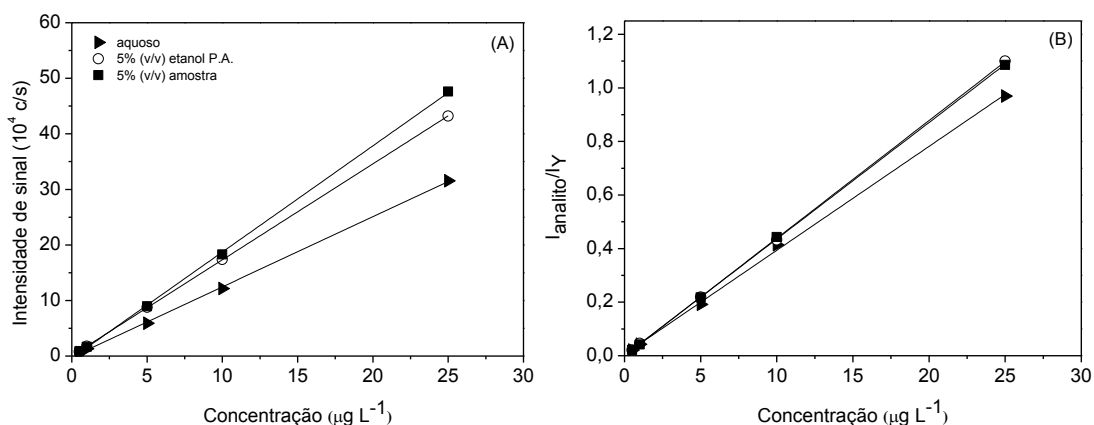 (A)
aquoso
5% (v/v) etanol P.A.
5% (v/v) amostra
Intensidade de sinal (10⁴ c/s)
60
50
40
30
20
10
0
0 5 10 15 20 25 30
Concentração (μg L⁻¹)
(B)
I_analito/I_Y
1,2
1,0
0,8
0,6
0,4
0,2
0,0
0 5 10 15 20 25 30
Concentração (μg L⁻¹)